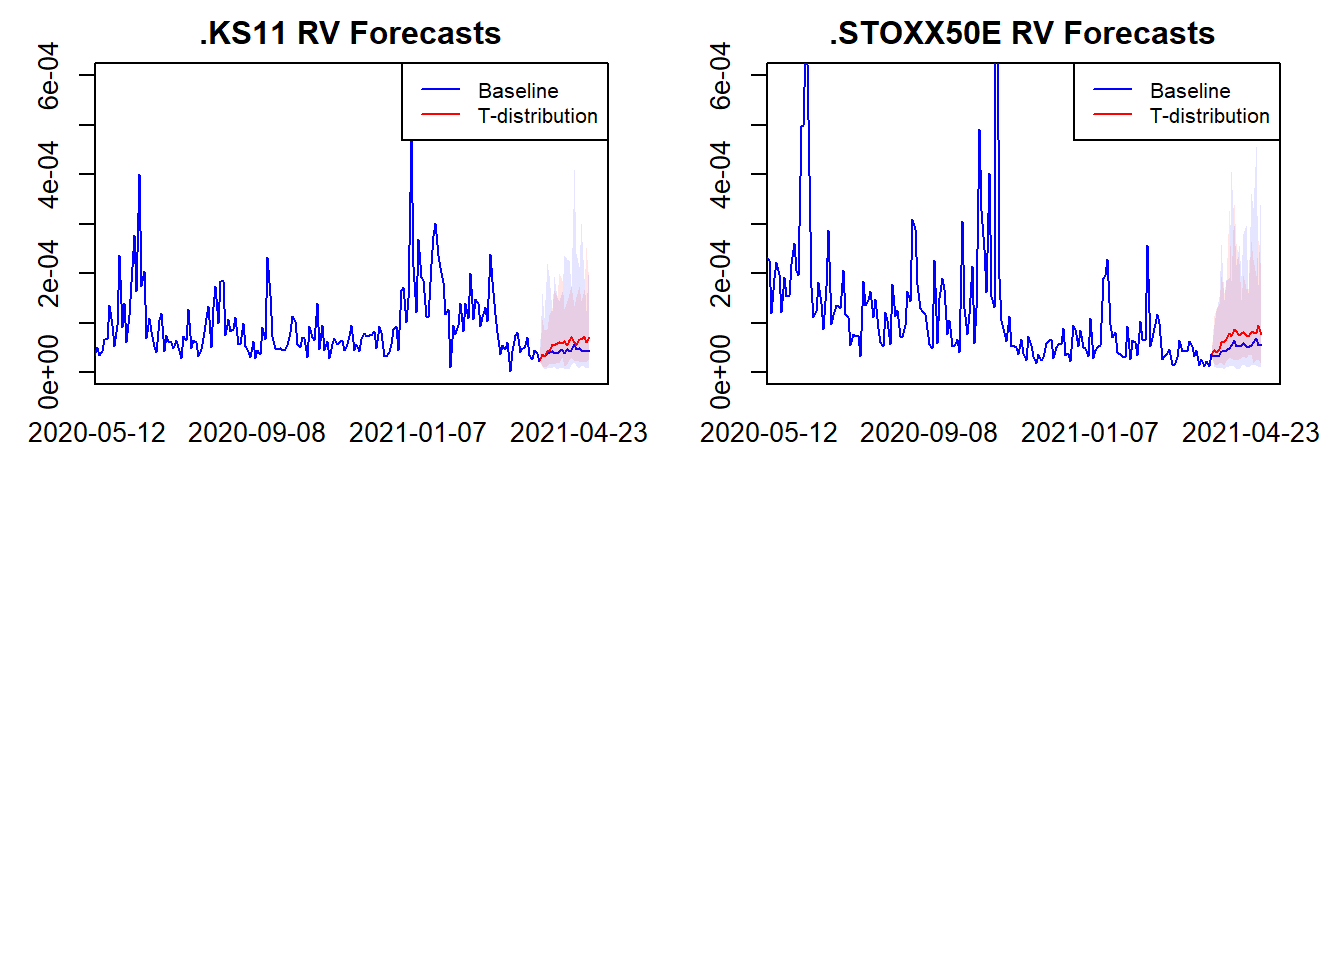 .KS11 RV Forecasts
Baseline
T-distribution
0e+00
2e-04
4e-04
6e-04
2020-05-12
2020-09-08
2021-01-07
2021-04-23
.STOXX50E RV Forecasts
Baseline
T-distribution
0e+00
2e-04
4e-04
6e-04
2020-05-12
2020-09-08
2021-01-07
2021-04-23